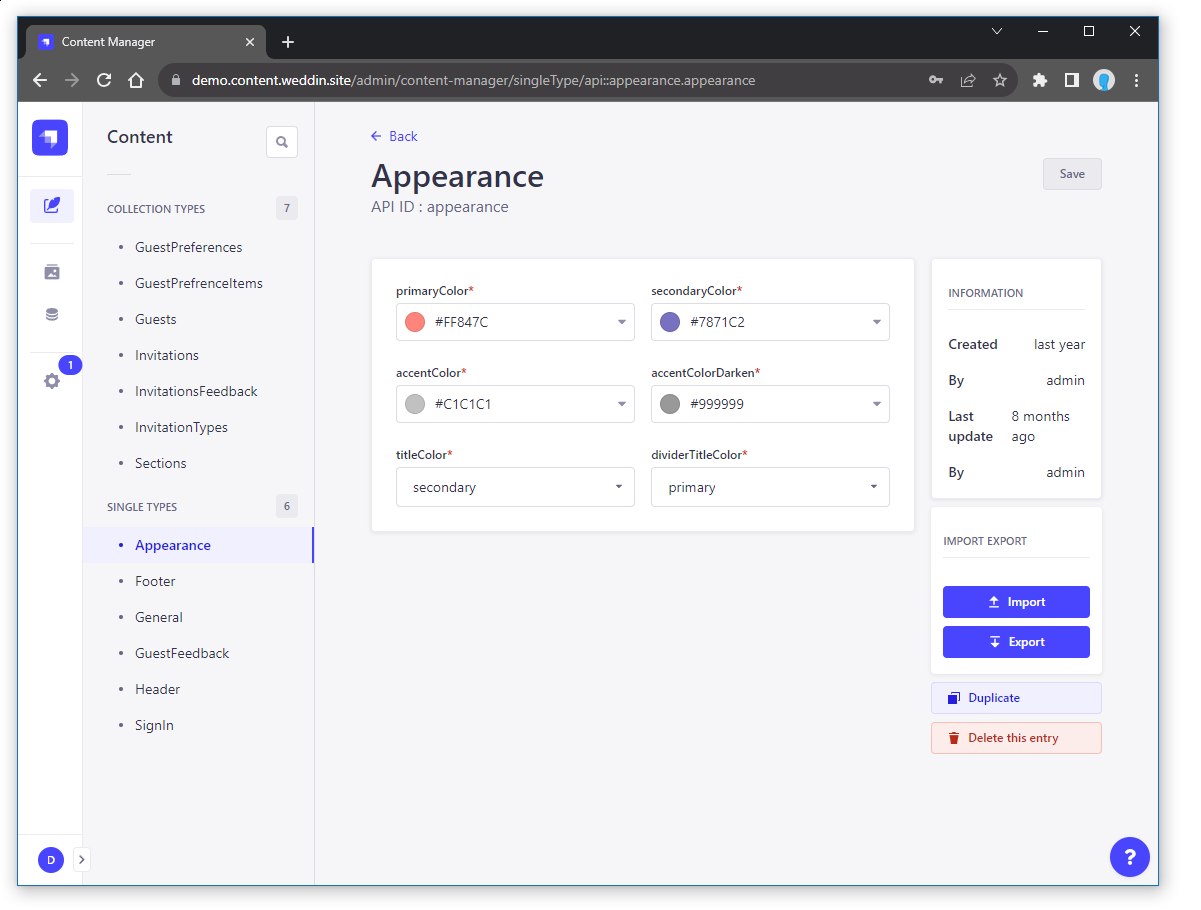 Content Manager
demo.content.weddin.site/admin/content-manager/singleType/api::appearance.appearance
Content
COLLECTION TYPES 7
GuestPreferences
GuestPrefrenceItems
Guests
Invitations
InvitationsFeedback
InvitationTypes
Sections
SINGLE TYPES 6
Appearance
Footer
General
GuestFeedback
Header
SignIn
1
D
Back
Appearance
API ID : appearance
Save
primaryColor* secondaryColor*
#FF847C #7871C2
accentColor* accentColorDarken*
#C1C1C1 #999999
titleColor* dividerTitleColor*
secondary primary
INFORMATION
Created last year
By admin
Last update 8 months ago
By admin
IMPORT EXPORT
Import
Export
Duplicate
Delete this entry
?